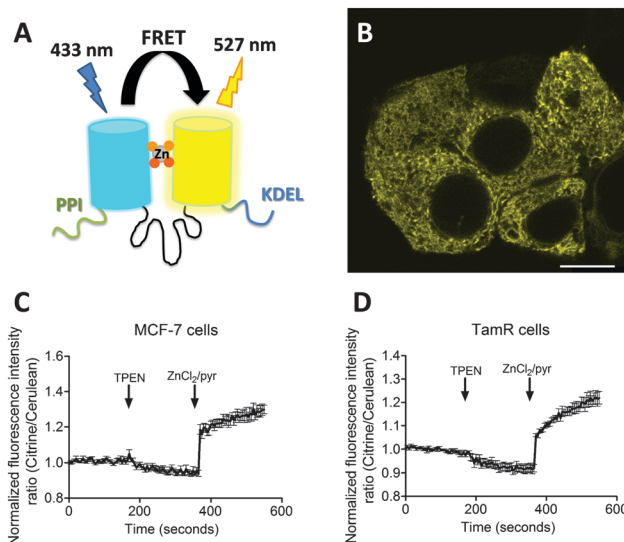 A
433 nm
FRET
527 nm
Zn
PPI
KDEL
B
C
MCF-7 cells
Normalized fluorescence intensity
ratio (Citrine/Cerulean)
1.6
1.4
1.2
1.0
0.8
TPEN
ZnCl₂/pyr
0
200
400
600
Time (seconds)
D
TamR cells
Normalized fluorescence intensity
ratio (Citrine/Cerulean)
1.4
1.3
1.2
1.1
1.0
0.9
0.8
TPEN
ZnCl₂/pyr
0
200
400
600
Time (seconds)